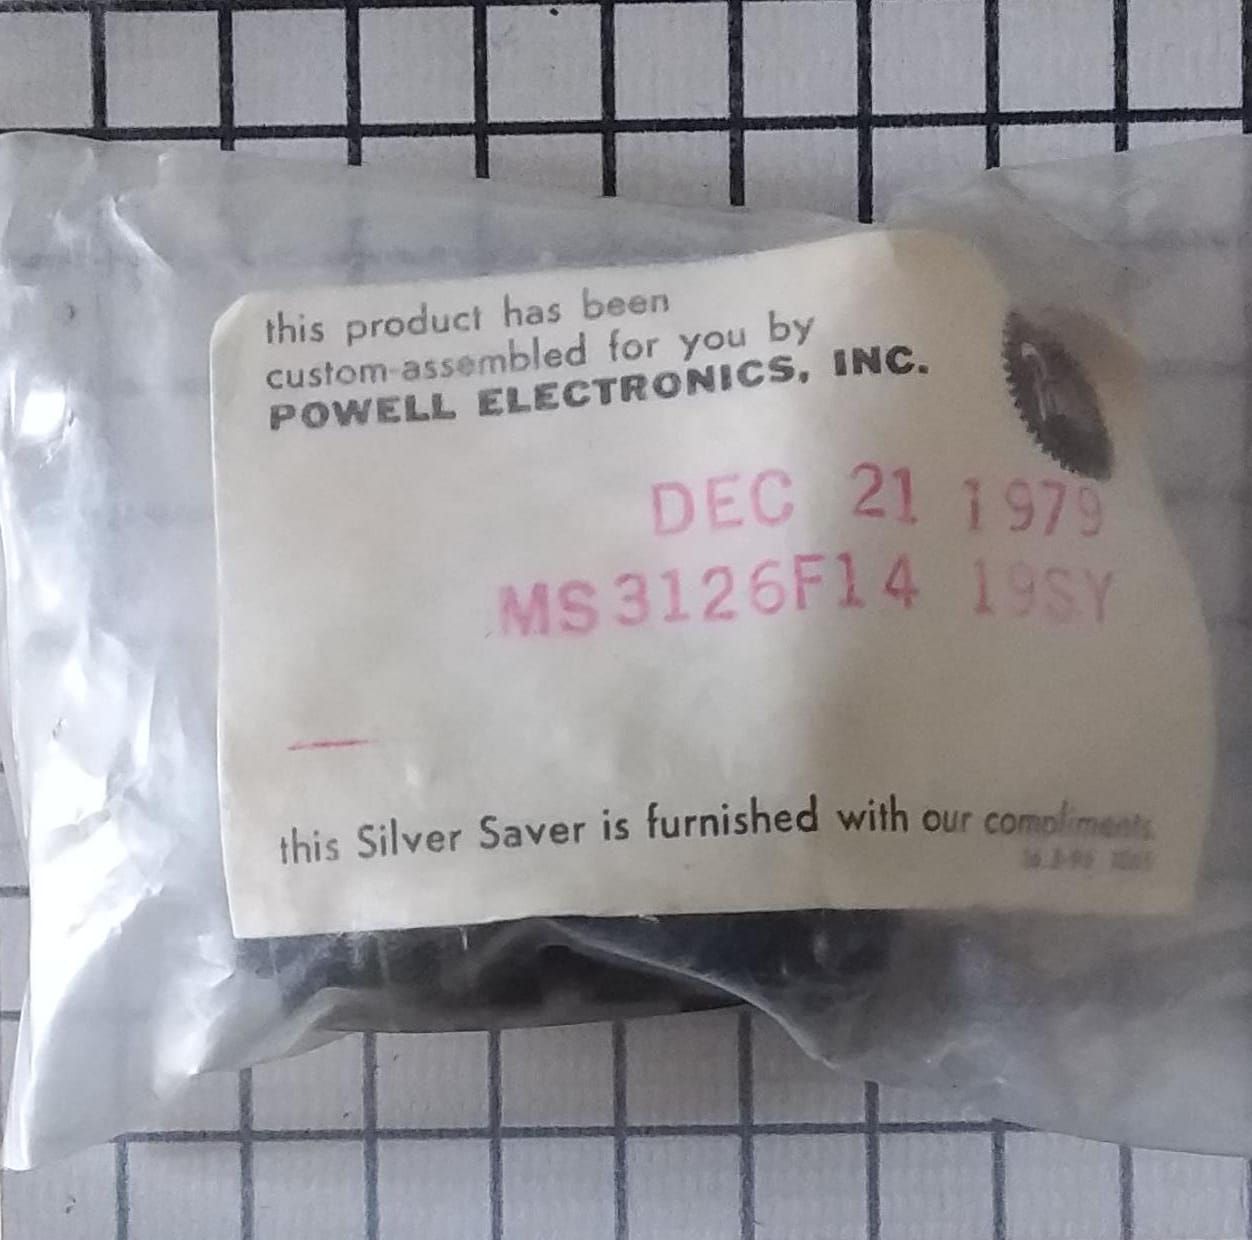 this product has been
custom-assembled for you by
POWELL ELECTRONICS, INC.
DEC 21 1979
MS3126F14 19SY
this Silver Saver is furnished with our compliments